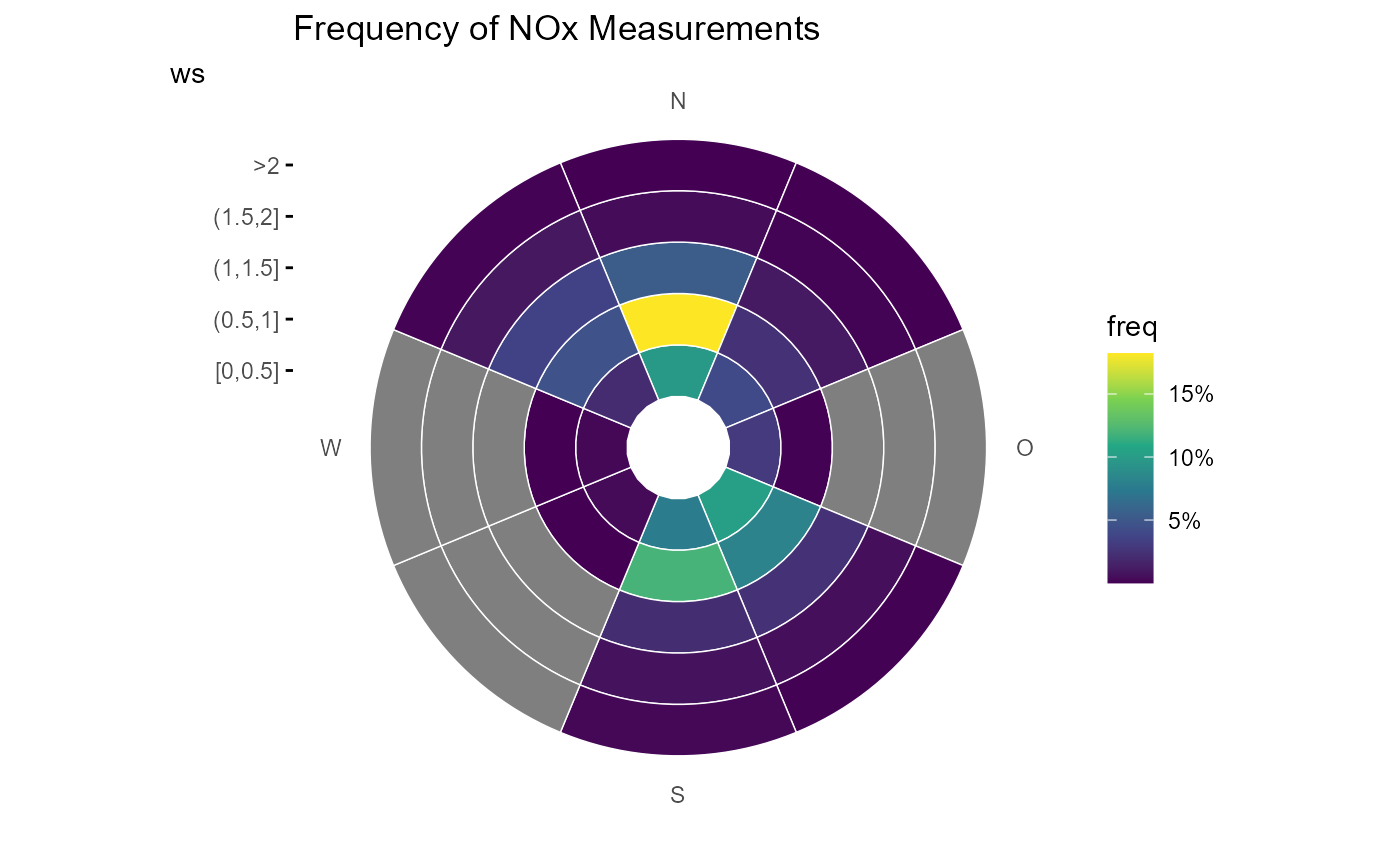 Frequency of NOx Measurements
ws
N
>2
(1.5,2]
(1,1.5]
(0.5,1]
[0,0.5]
W
O
S
freq
15%
10%
5%